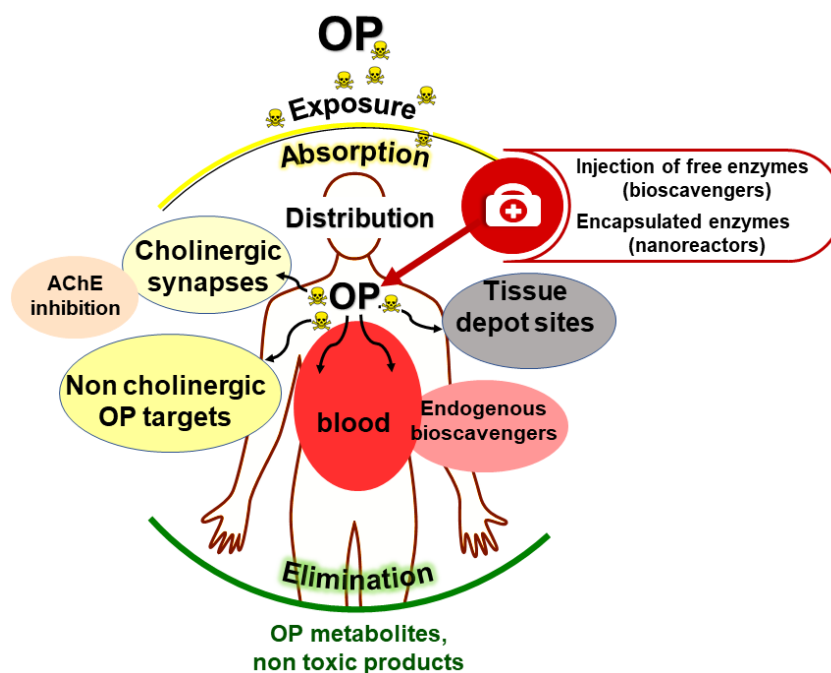 OP
Exposure
Absorption
Injection of free enzymes
(bioscavengers)
Encapsulated enzymes
(nanoreactors)
Distribution
Cholinergic
synapses
AChE
inhibition
OP
Tissue
depot sites
Non cholinergic
OP targets
blood
Endogenous
bioscavengers
Elimination
OP metabolites,
non toxic products